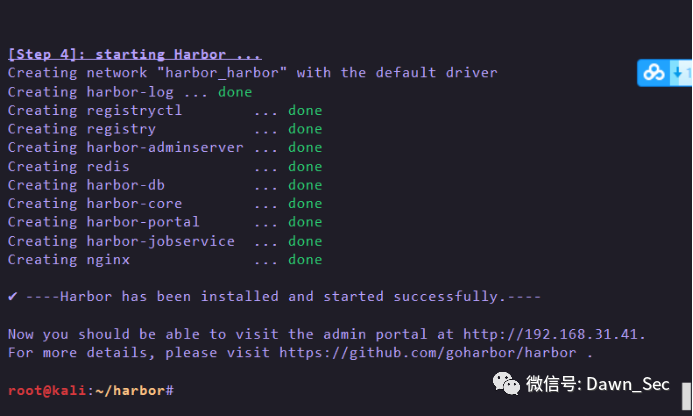 [Step 4]: starting Harbor ...
Creating network "harbor_harbor" with the default driver
Creating harbor-log ... done
Creating registryctl ... done
Creating registry ... done
Creating harbor-adminserver ... done
Creating redis ... done
Creating harbor-db ... done
Creating harbor-core ... done
Creating harbor-portal ... done
Creating harbor-jobservice ... done
Creating nginx ... done
✔ ----Harbor has been installed and started successfully.----
Now you should be able to visit the admin portal at http://192.168.31.41.
For more details, please visit https://github.com/goharbor/harbor .
root@kali:~/harbor#
微信号: Dawn_Sec